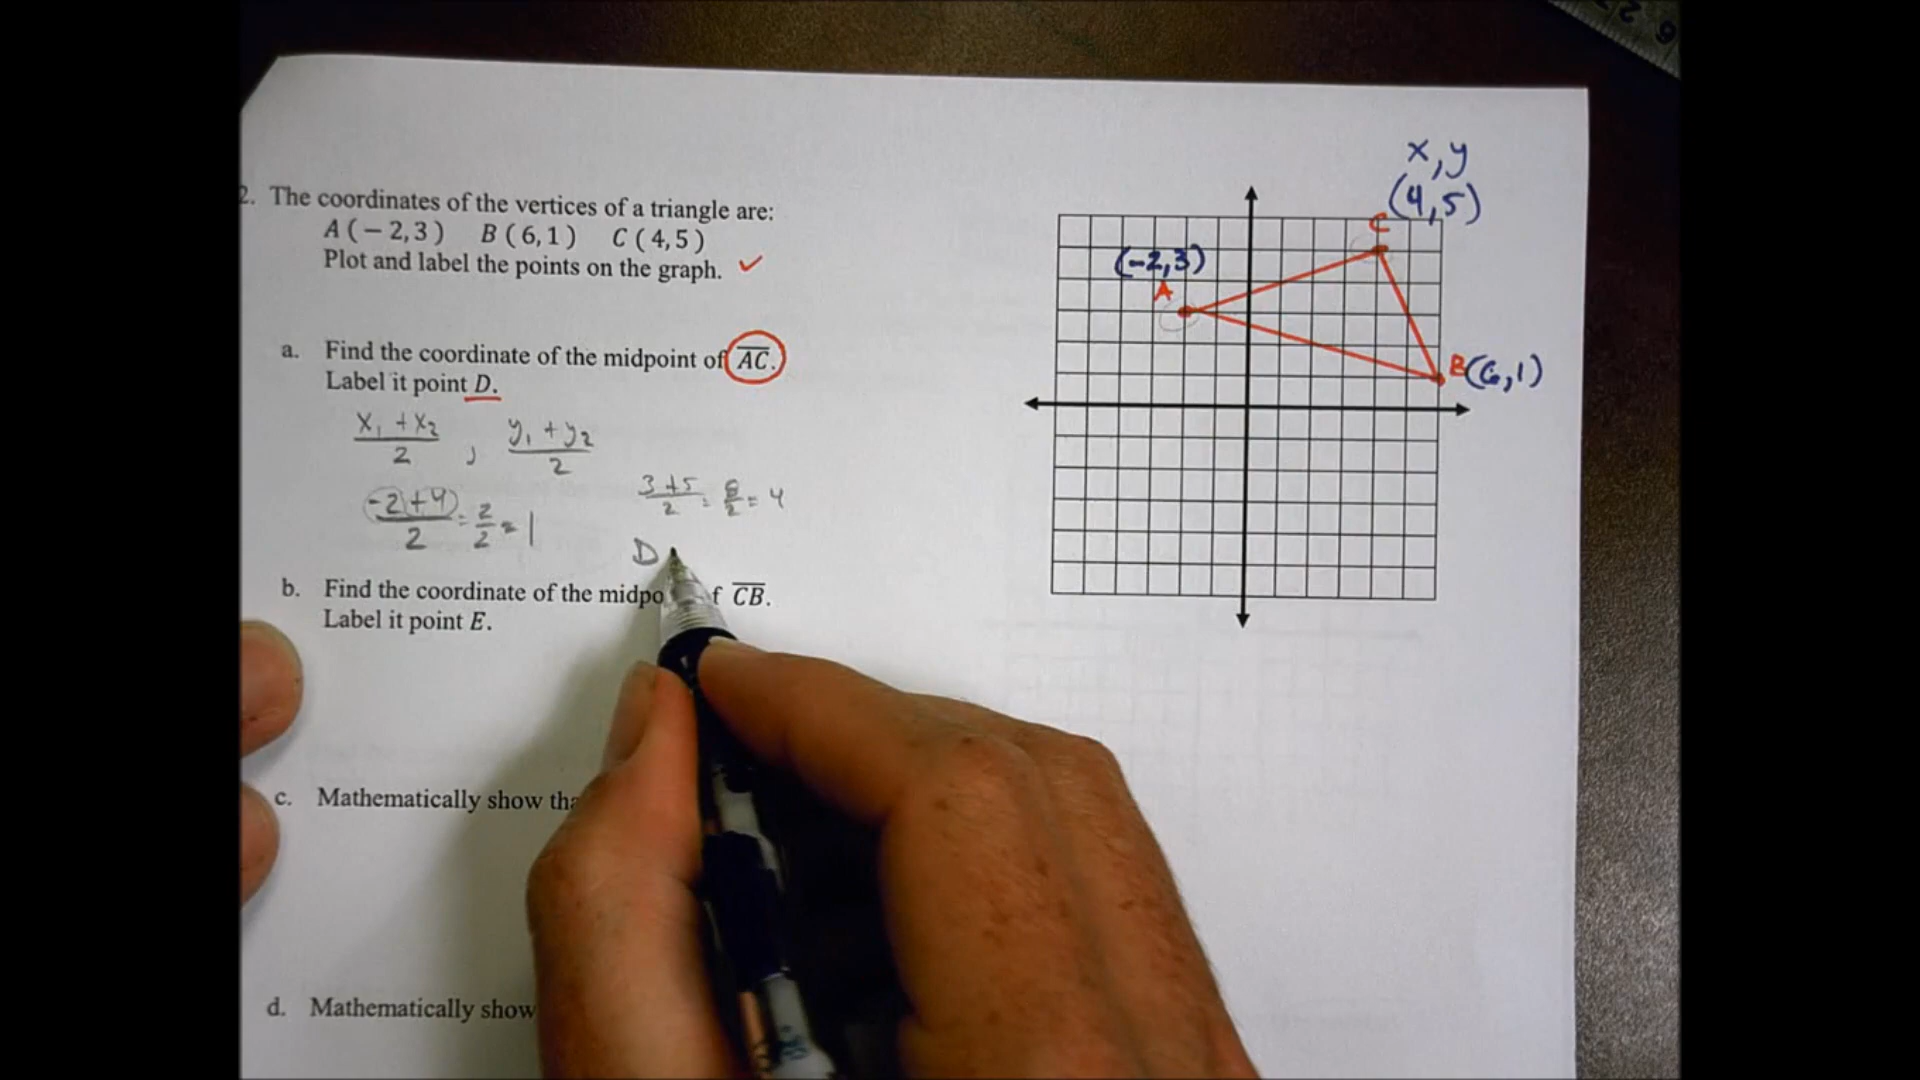 2. The coordinates of the vertices of a triangle are:
A ( − 2, 3 ) B ( 6, 1 ) C ( 4, 5 )
Plot and label the points on the graph. ✓
a. Find the coordinate of the midpoint of AC.
Label it point D.
x₁ + x₂ / 2 , y₁ + y₂ / 2
-2 + 4 / 2 = 2/2 = 1
3 + 5 / 2 = 8/2 = 4
D
b. Find the coordinate of the midpo f CB.
Label it point E.
c. Mathematically show tha
d. Mathematically show
x, y
(4, 5)
C
(-2, 3)
A
B (6, 1)